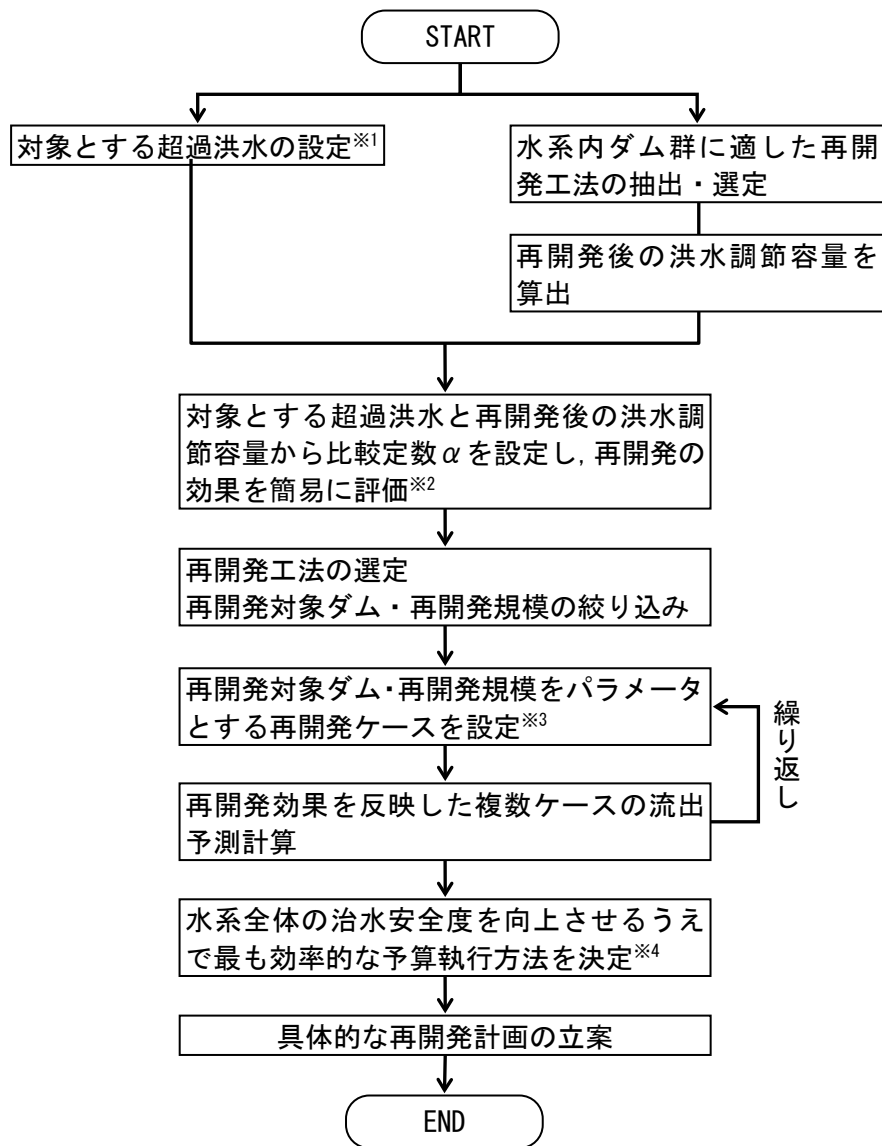 START
対象とする超過洪水の設定※1
水系内ダム群に適した再開
発工法の抽出・選定
再開発後の洪水調節容量を
算出
対象とする超過洪水と再開発後の洪水調
節容量から比較定数αを設定し,再開発の
効果を簡易に評価※2
再開発工法の選定
再開発対象ダム・再開発規模の絞り込み
再開発対象ダム・再開発規模をパラメータ
とする再開発ケースを設定※3
繰り返し
再開発効果を反映した複数ケースの流出
予測計算
水系全体の治水安全度を向上させるうえ
で最も効率的な予算執行方法を決定※4
具体的な再開発計画の立案
END